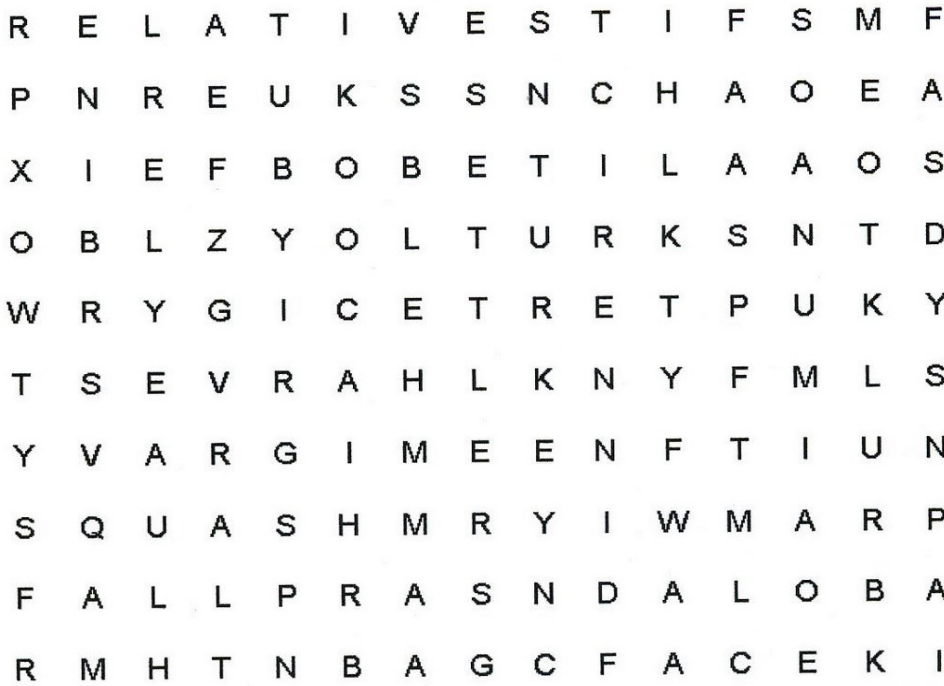 R E L A T I V E S T I F S M F
P N R E U K S S N C H A O E A
X I E F B O B E T I L A A O S
O B L Z Y O L T U R K S N T D
W R Y G I C E T R E T P U K Y
T S E V R A H L K N Y F M L S
Y V A R G I M E E N F T I U N
S Q U A S H M R Y I W M A R P
F A L L P R A S N D A L O B A
R M H T N B A G C F A C E K I